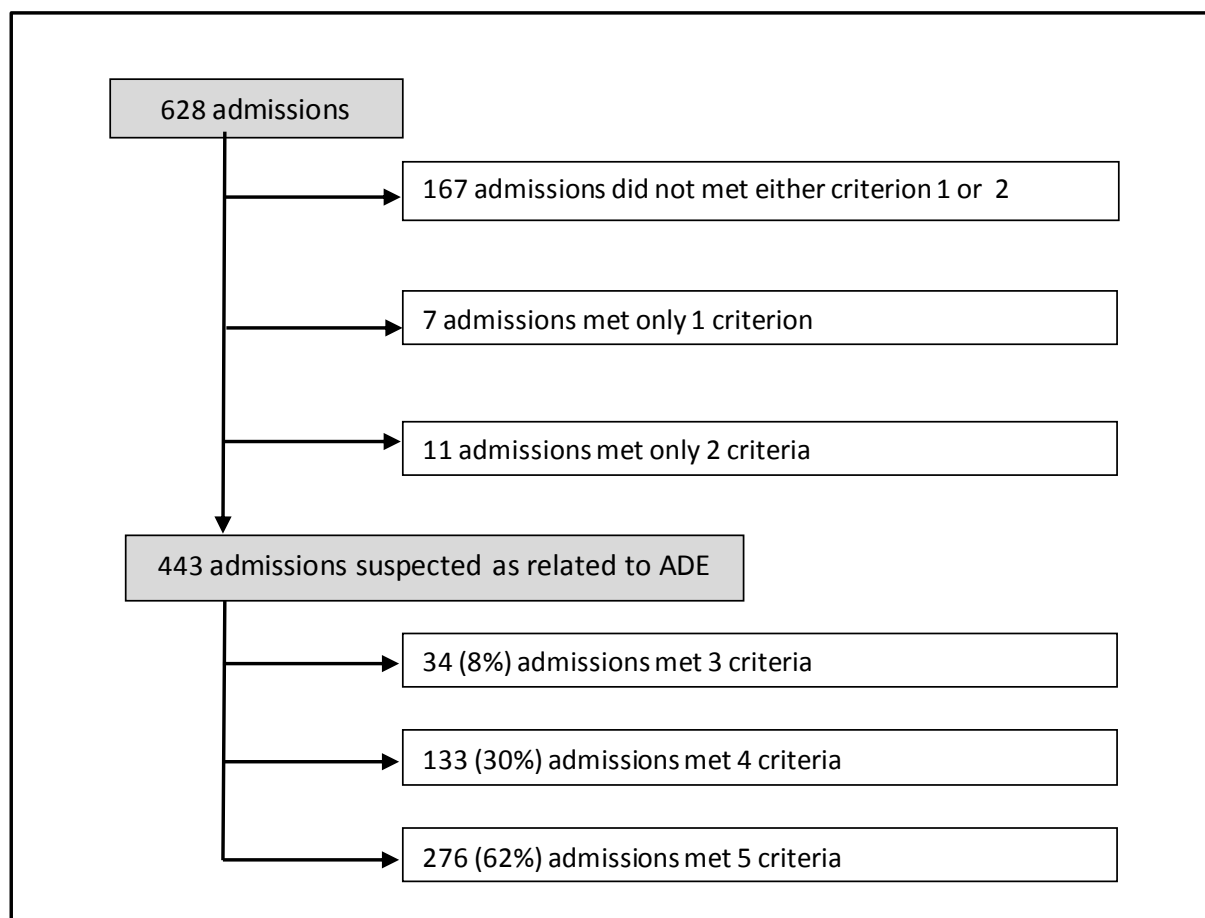 628 admissions
167 admissions did not met either criterion 1 or 2
7 admissions met only 1 criterion
11 admissions met only 2 criteria
443 admissions suspected as related to ADE
34 (8%) admissions met 3 criteria
133 (30%) admissions met 4 criteria
276 (62%) admissions met 5 criteria